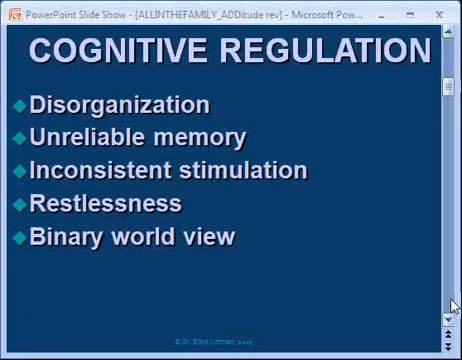 PowerPoint Slide Show - [ALLINTHEFAMILY_ADDitude rev] - Microsoft Pow...
COGNITIVE REGULATION
Disorganization
Unreliable memory
Inconsistent stimulation
Restlessness
Binary world view
© Dr. Ellen Littman, 2015